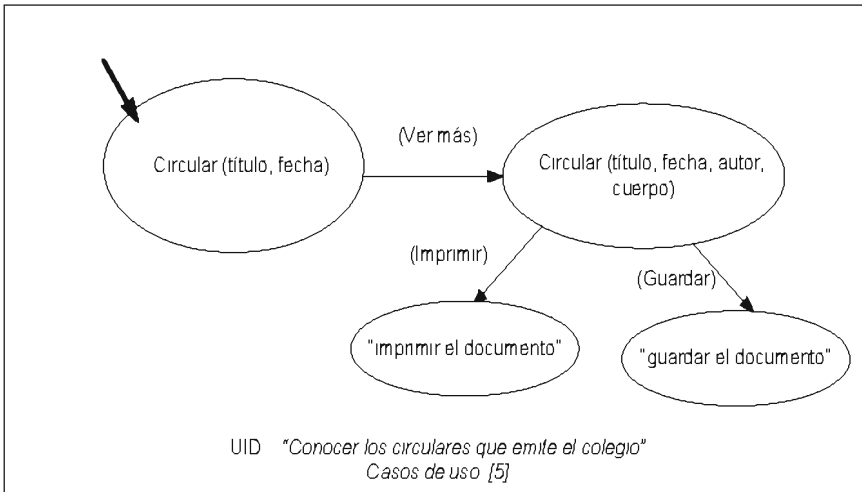 (Ver más)
Circular (título, fecha)
Circular (título, fecha, autor,
cuerpo)
(Imprimir)
(Guardar)
"imprimir el documento"
"guardar el documento"
UID "Conocer los circulares que emite el colegio"
Casos de uso [5]